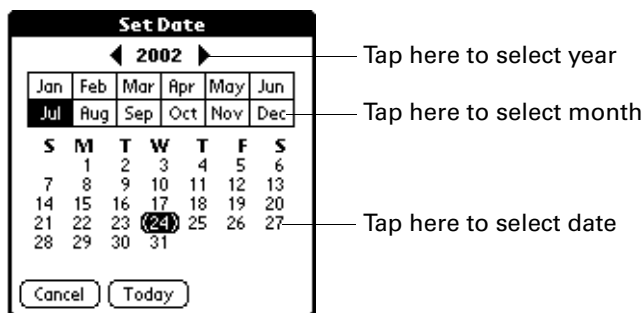 Set Date
2002
Tap here to select year
Jan Feb Mar Apr May Jun
Jul Aug Sep Oct Nov Dec
Tap here to select month
S M T W T F S
1 2 3 4 5 6
7 8 9 10 11 12 13
14 15 16 17 18 19 20
21 22 23 24 25 26 27
Tap here to select date
28 29 30 31
Cancel Today